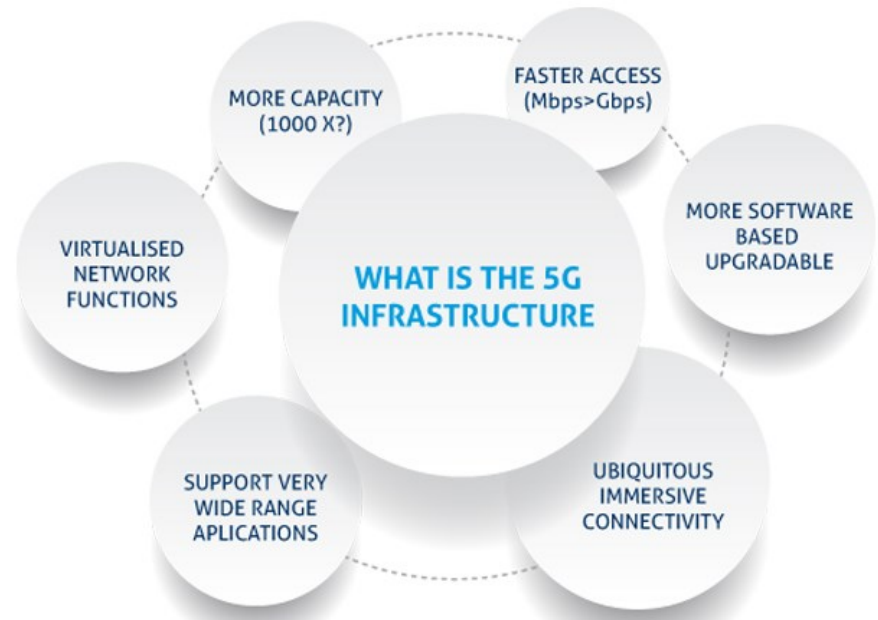 MORE CAPACITY
(1000 X?)
FASTER ACCESS
(Mbps>Gbps)
MORE SOFTWARE
BASED
UPGRADABLE
VIRTUALISED
NETWORK
FUNCTIONS
WHAT IS THE 5G
INFRASTRUCTURE
SUPPORT VERY
WIDE RANGE
APLICATIONS
UBIQUITOUS
IMMERSIVE
CONNECTIVITY